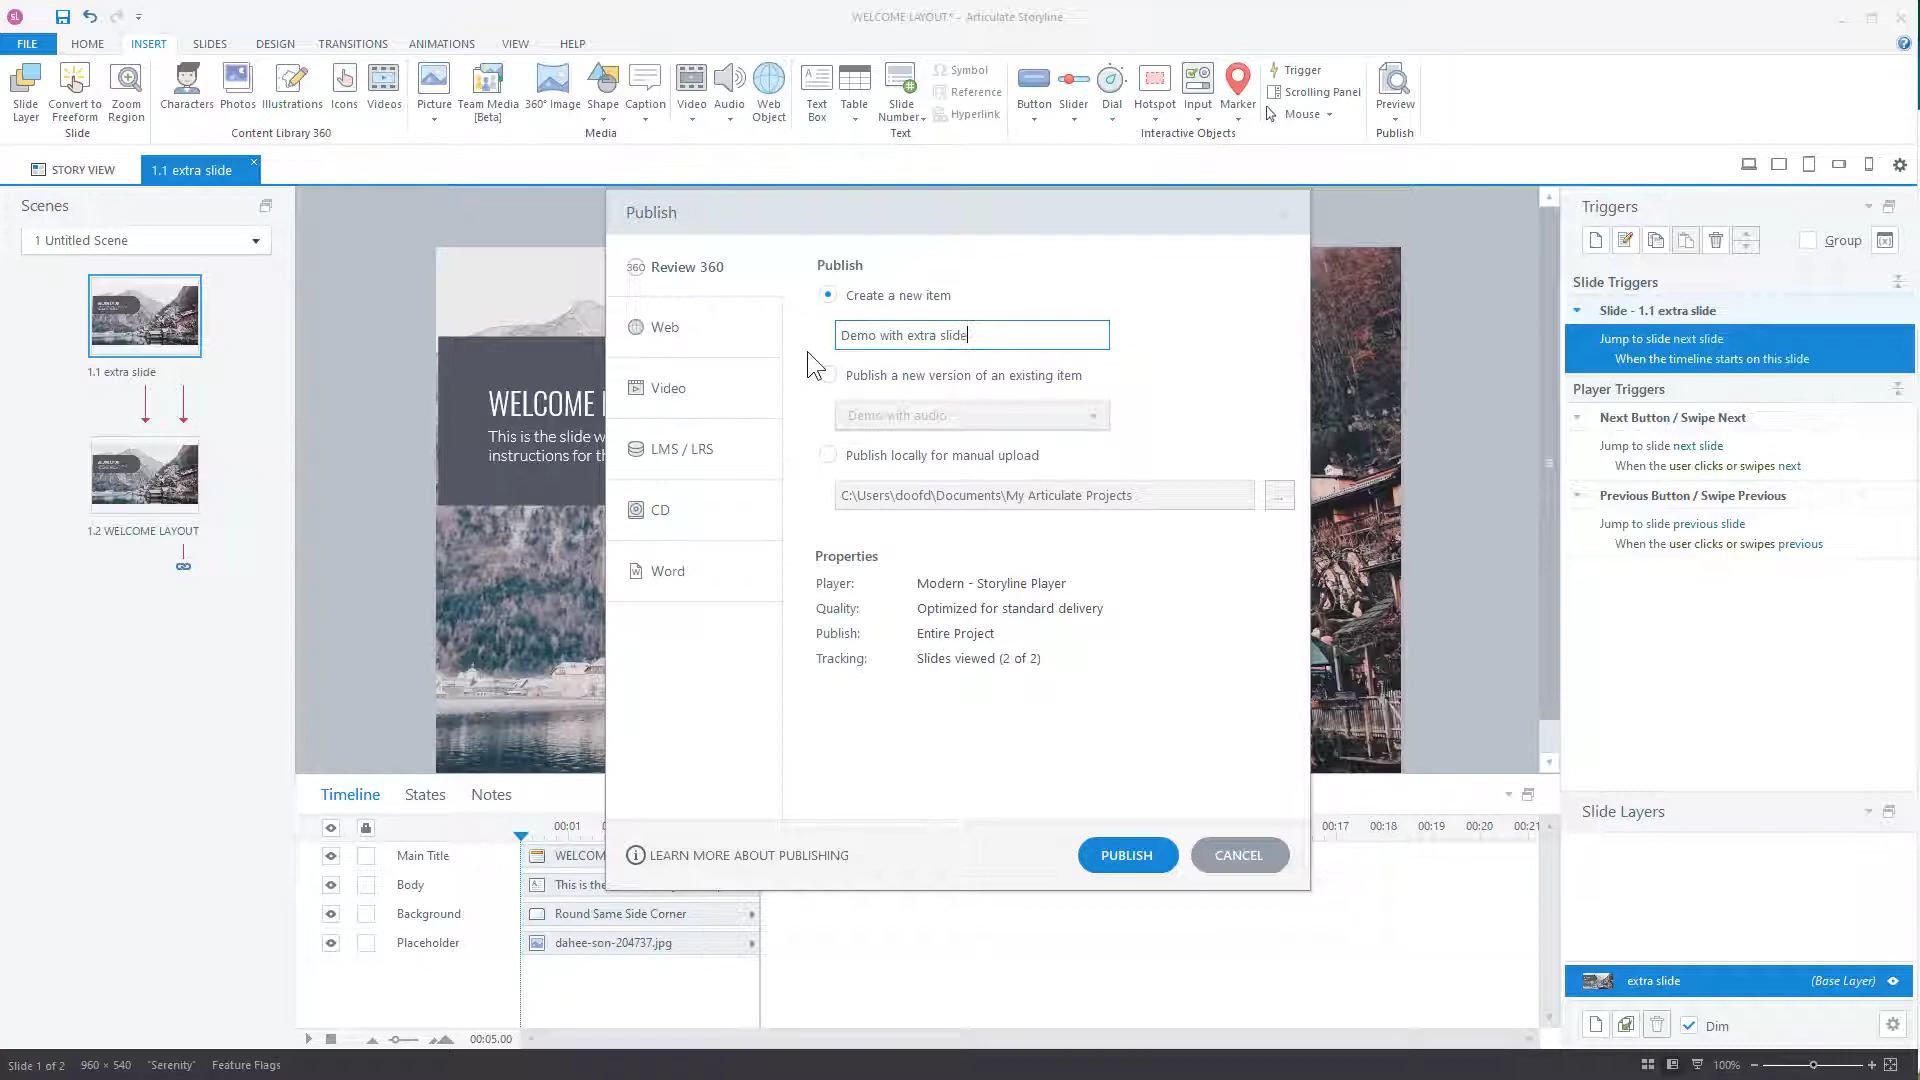 WELCOME LAYOUT* - Articulate Storyline
FILE
HOME
INSERT
SLIDES
DESIGN
TRANSITIONS
ANIMATIONS
VIEW
HELP
Slide Layer
Convert to Freeform
Zoom Region
Slide
Characters
Photos
Illustrations
Icons
Videos
Content Library 360
Picture
Team Media [Beta]
360° Image
Shape
Caption
Media
Video
Audio
Web Object
Text Box
Table
Slide Number
Symbol
Reference
Hyperlink
Text
Button
Slider
Dial
Hotspot
Input
Marker
Trigger
Scrolling Panel
Mouse
Interactive Objects
Preview
Publish
STORY VIEW
1.1 extra slide
Scenes
1 Untitled Scene
1.1 extra slide
1.2 WELCOME LAYOUT
WELCOME
This is the slide w
instructions for th
Publish
360 Review 360
Web
Video
LMS / LRS
CD
Word
Publish
Create a new item
Demo with extra slide
Publish a new version of an existing item
Demo with audio
Publish locally for manual upload
C:\Users\doofd\Documents\My Articulate Projects
...
Properties
Player: Modern - Storyline Player
Quality: Optimized for standard delivery
Publish: Entire Project
Tracking: Slides viewed (2 of 2)
LEARN MORE ABOUT PUBLISHING
PUBLISH
CANCEL
Triggers
Group
Slide Triggers
Slide - 1.1 extra slide
Jump to slide next slide
When the timeline starts on this slide
Player Triggers
Next Button / Swipe Next
Jump to slide next slide
When the user clicks or swipes next
Previous Button / Swipe Previous
Jump to slide previous slide
When the user clicks or swipes previous
Timeline
States
Notes
00:01
00:17 00:18 00:19 00:20 00:21
Main Title
WELCOM
Body
This is the
Background
Round Same Side Corner
Placeholder
dahee-son-204737.jpg
00:05.00
Slide Layers
extra slide (Base Layer)
Dim
Slide 1 of 2
960 × 540
"Serenity"
Feature Flags
100%